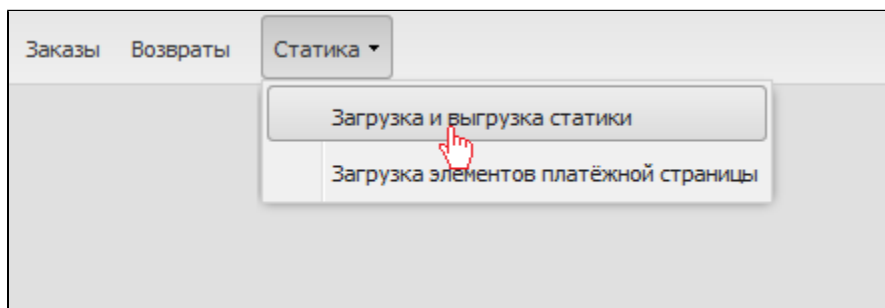 Заказы Возвраты Статика
Загрузка и выгрузка статики
Загрузка элементов платёжной страницы